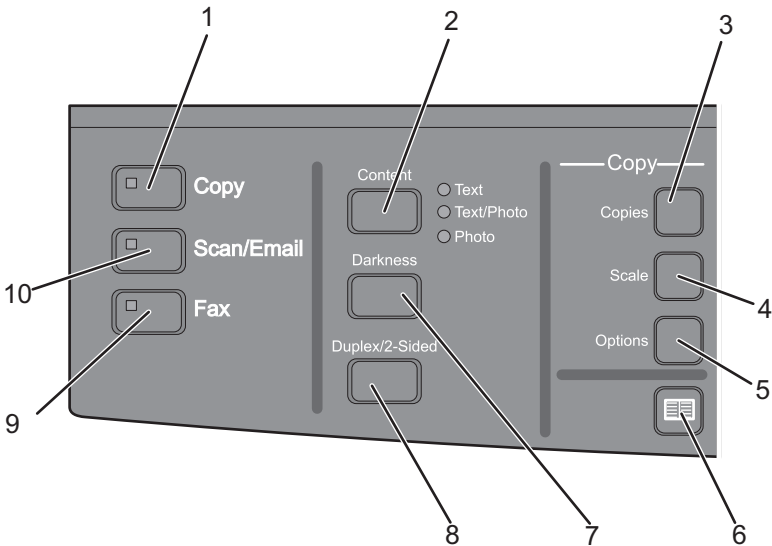 1
2
3
Copy
Content
Text
Copy
Text/Photo
Copies
Photo
Scan/Email
Darkness
Scale
10
4
Fax
Duplex/2-Sided
Options
5
9
8
7
6